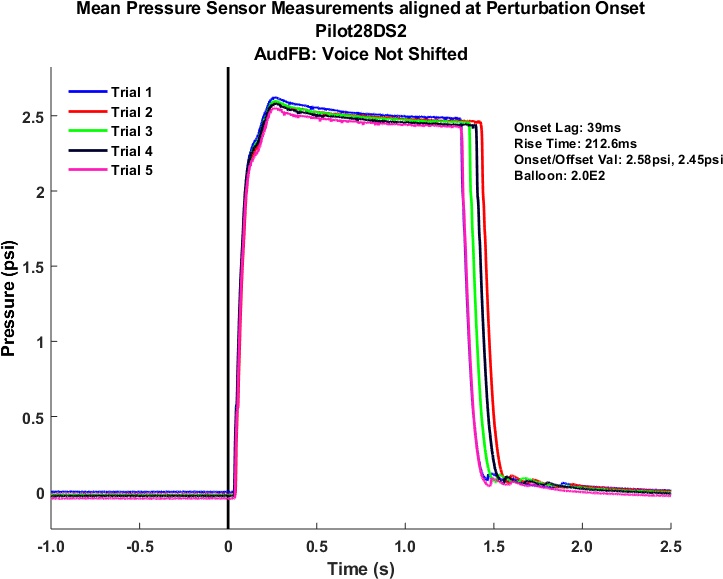 Mean Pressure Sensor Measurements aligned at Perturbation Onset
Pilot28DS2
AudFB: Voice Not Shifted
Trial 1
Trial 2
Trial 3
Trial 4
Trial 5
Onset Lag: 39ms
Rise Time: 212.6ms
Onset/Offset Val: 2.58psi, 2.45psi
Balloon: 2.0E2
Pressure (psi)
2.5
2
1.5
1
0.5
0
-1.0 -0.5 0 0.5 1.0 1.5 2.0 2.5
Time (s)